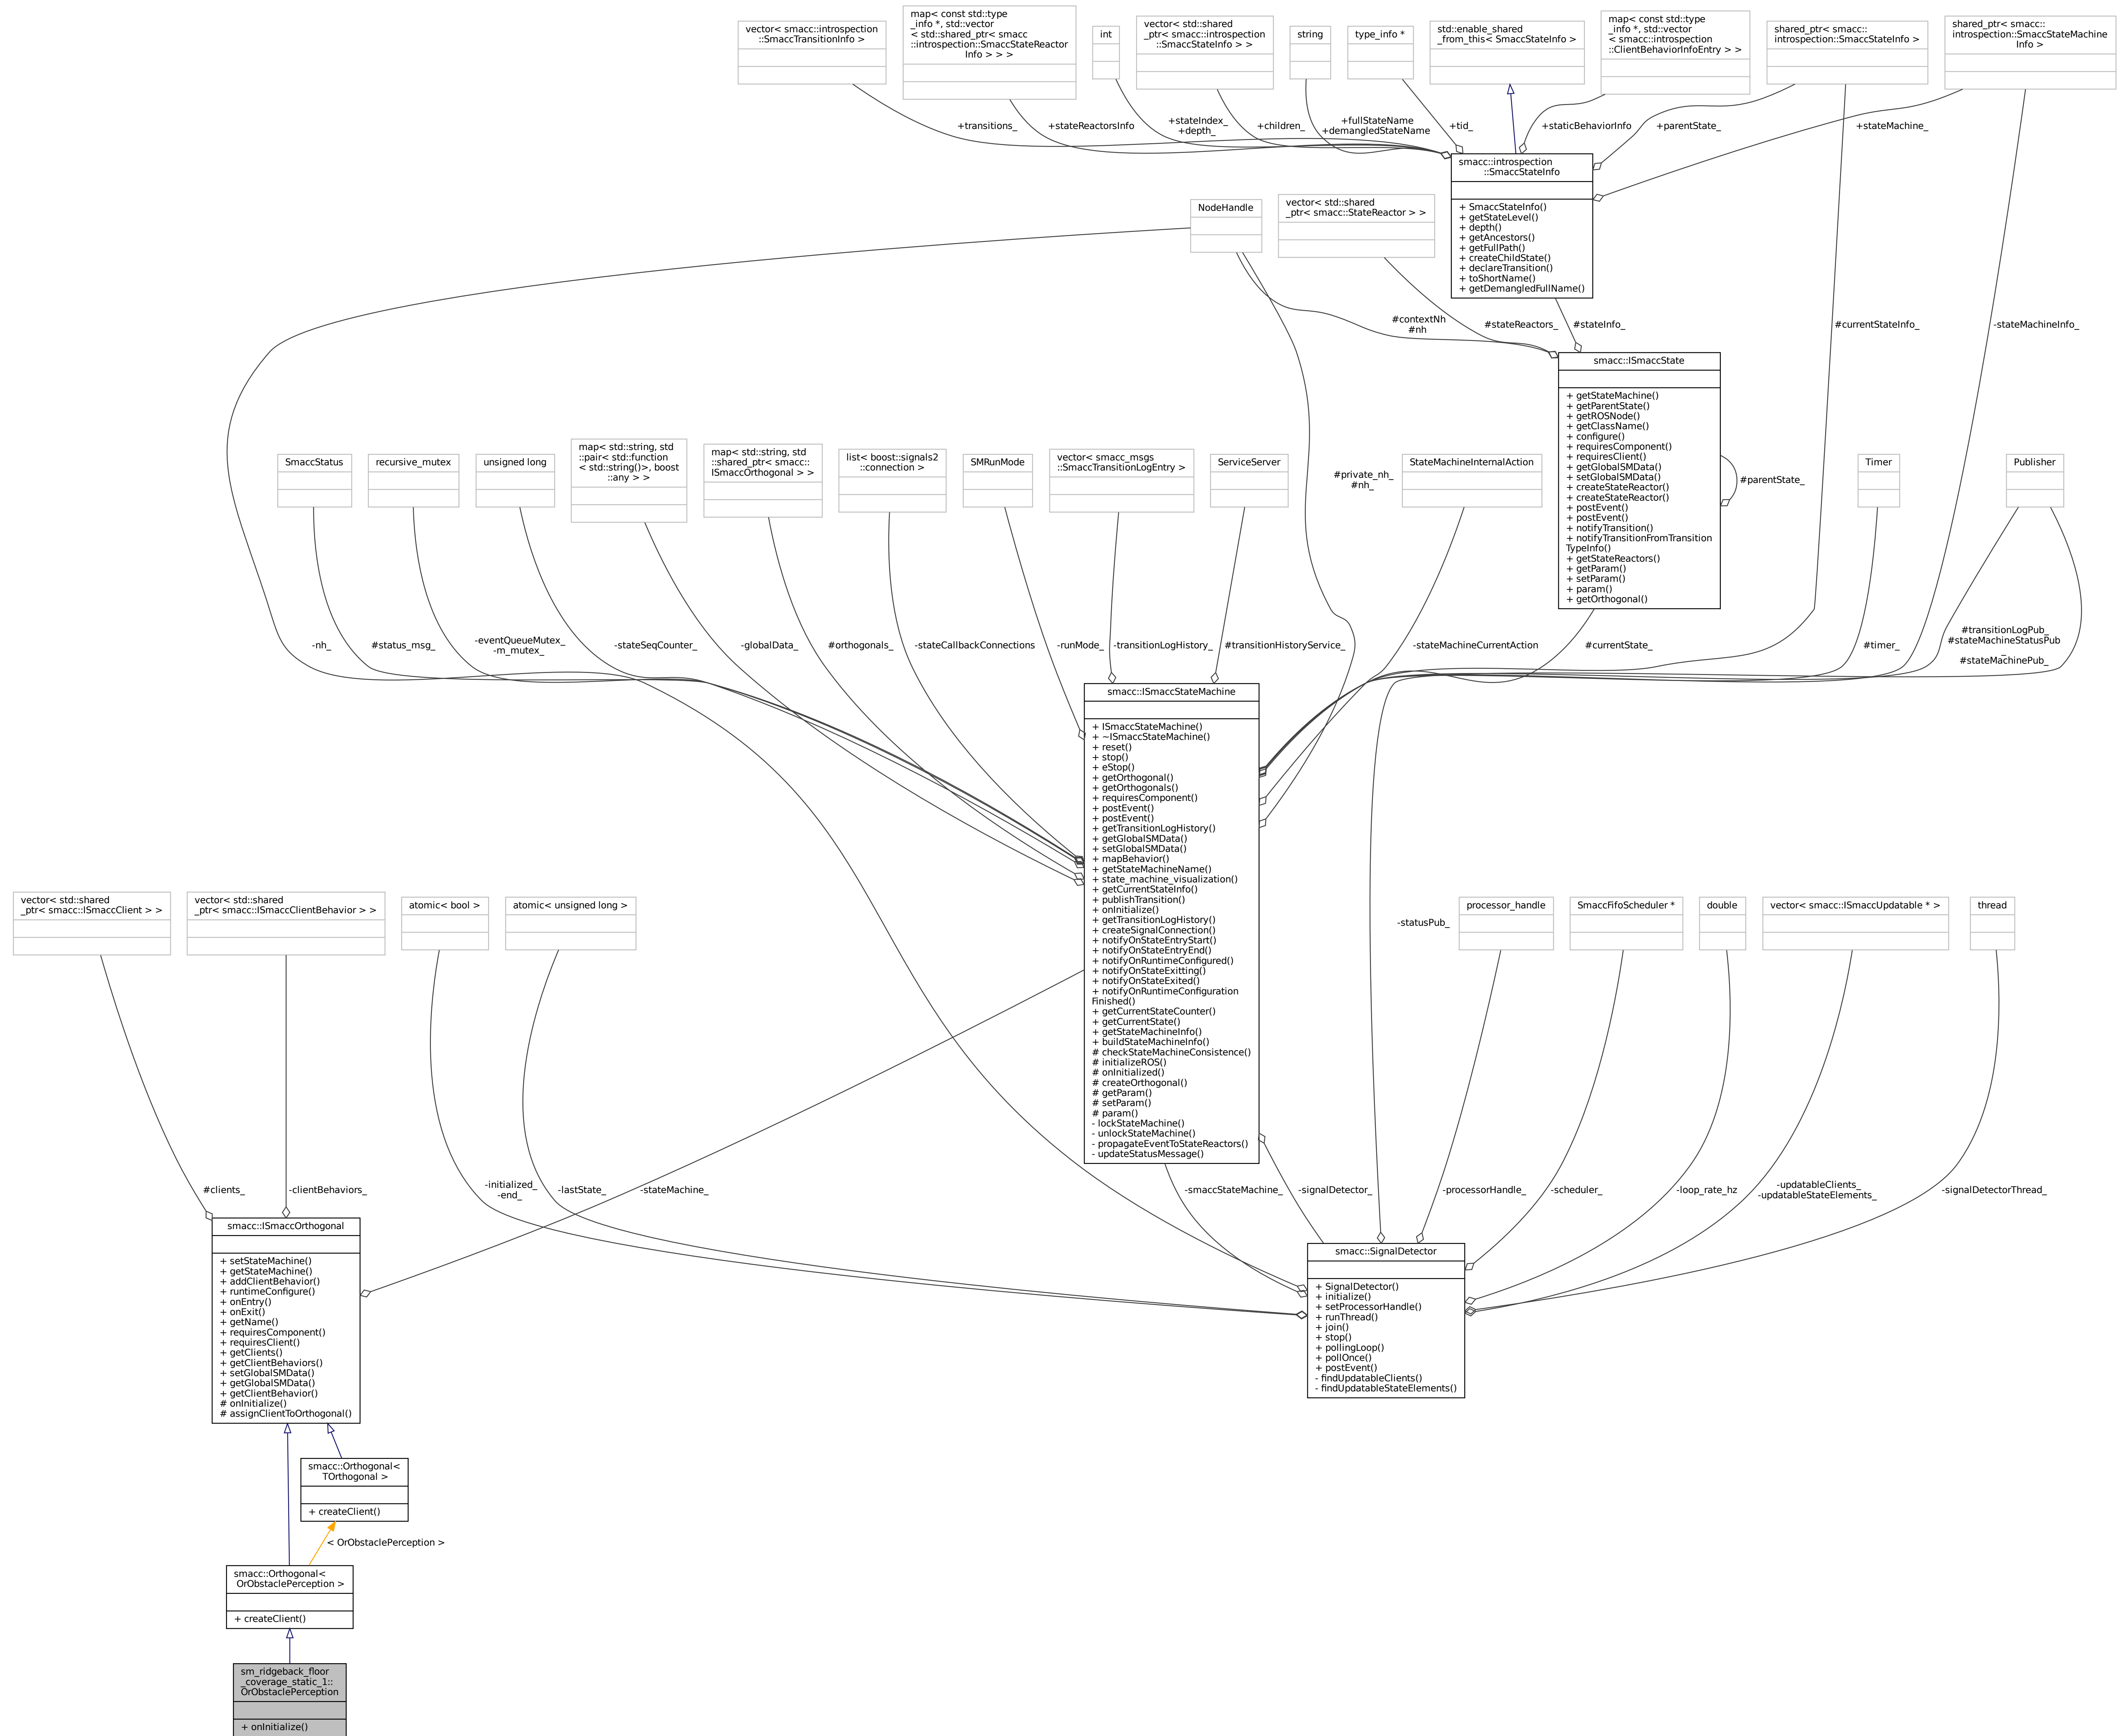 vector< smacc::introspection
::SmaccTransitionInfo >
map< const std::type
_info *, std::vector
< std::shared_ptr< smacc
::introspection::SmaccStateReactor
Info > > >
int
vector< std::shared
_ptr< smacc::introspection
::SmaccStateInfo > >
string
type_info *
std::enable_shared
_from_this< SmaccStateInfo >
map< const std::type
_info *, std::vector
< smacc::introspection
::ClientBehaviorInfoEntry > >
shared_ptr< smacc::
introspection::SmaccStateInfo >
shared_ptr< smacc::
introspection::SmaccStateMachine
Info >
+transitions_
+stateReactorsInfo
+stateIndex_
+depth_
+children_
+fullStateName
+demangledStateName
+tid_
+staticBehaviorInfo
+parentState_
+stateMachine_
smacc::introspection
::SmaccStateInfo
+ SmaccStateInfo()
+ getStateLevel()
+ depth()
+ getAncestors()
+ getFullPath()
+ createChildState()
+ declareTransition()
+ toShortName()
+ getDemangledFullName()
NodeHandle
vector< std::shared
_ptr< smacc::StateReactor > >
#contextNh
#nh
#stateReactors_
#stateInfo_
#currentStateInfo_
-stateMachineInfo_
smacc::ISmaccState
+ getStateMachine()
+ getParentState()
+ getROSNode()
+ getClassName()
+ configure()
+ requiresComponent()
+ requiresClient()
+ getGlobalSMData()
+ setGlobalSMData()
+ createStateReactor()
+ createStateReactor()
+ postEvent()
+ postEvent()
+ notifyTransition()
+ notifyTransitionFromTransition
TypeInfo()
+ getStateReactors()
+ getParam()
+ setParam()
+ param()
+ getOrthogonal()
#parentState_
SmaccStatus
recursive_mutex
unsigned long
map< std::string, std
::pair< std::function
< std::string()>, boost
::any > >
map< std::string, std
::shared_ptr< smacc::
ISmaccOrthogonal > >
list< boost::signals2
::connection >
SMRunMode
vector< smacc_msgs
::SmaccTransitionLogEntry >
ServiceServer
#private_nh_
#nh_
StateMachineInternalAction
Timer
Publisher
-nh_
#status_msg_
-eventQueueMutex_
-m_mutex_
-stateSeqCounter_
-globalData_
#orthogonals_
-stateCallbackConnections
-runMode_
-transitionLogHistory_
#transitionHistoryService_
-stateMachineCurrentAction
#currentState_
#timer_
#transitionLogPub_
#stateMachineStatusPub
_
#stateMachinePub_
smacc::ISmaccStateMachine
+ ISmaccStateMachine()
+ ~ISmaccStateMachine()
+ reset()
+ stop()
+ eStop()
+ getOrthogonal()
+ getOrthogonals()
+ requiresComponent()
+ postEvent()
+ postEvent()
+ getTransitionLogHistory()
+ getGlobalSMData()
+ setGlobalSMData()
+ mapBehavior()
+ getStateMachineName()
+ state_machine_visualization()
+ getCurrentStateInfo()
+ publishTransition()
+ onInitialize()
+ getTransitionLogHistory()
+ createSignalConnection()
+ notifyOnStateEntryStart()
+ notifyOnStateEntryEnd()
+ notifyOnRuntimeConfigured()
+ notifyOnStateExitting()
+ notifyOnStateExited()
+ notifyOnRuntimeConfiguration
Finished()
+ getCurrentStateCounter()
+ getCurrentState()
+ getStateMachineInfo()
+ buildStateMachineInfo()
# checkStateMachineConsistence()
# initializeROS()
# onInitialized()
# createOrthogonal()
# getParam()
# setParam()
# param()
- lockStateMachine()
- unlockStateMachine()
- propagateEventToStateReactors()
- updateStatusMessage()
vector< std::shared
_ptr< smacc::ISmaccClient > >
vector< std::shared
_ptr< smacc::ISmaccClientBehavior > >
atomic< bool >
atomic< unsigned long >
-statusPub_
processor_handle
SmaccFifoScheduler *
double
vector< smacc::ISmaccUpdatable * >
thread
#clients_
-clientBehaviors_
-initialized_
-end_
-lastState_
-stateMachine_
-smaccStateMachine_
-signalDetector_
-processorHandle_
-scheduler_
-loop_rate_hz
-updatableClients_
-updatableStateElements_
-signalDetectorThread_
smacc::ISmaccOrthogonal
+ setStateMachine()
+ getStateMachine()
+ addClientBehavior()
+ runtimeConfigure()
+ onEntry()
+ onExit()
+ getName()
+ requiresComponent()
+ requiresClient()
+ getClients()
+ getClientBehaviors()
+ setGlobalSMData()
+ getGlobalSMData()
+ getClientBehavior()
# onInitialize()
# assignClientToOrthogonal()
smacc::SignalDetector
+ SignalDetector()
+ initialize()
+ setProcessorHandle()
+ runThread()
+ join()
+ stop()
+ pollingLoop()
+ pollOnce()
+ postEvent()
- findUpdatableClients()
- findUpdatableStateElements()
smacc::Orthogonal<
TOrthogonal >
+ createClient()
< OrObstaclePerception >
smacc::Orthogonal<
OrObstaclePerception >
+ createClient()
sm_ridgeback_floor
_coverage_static_1::
OrObstaclePerception
+ onInitialize()